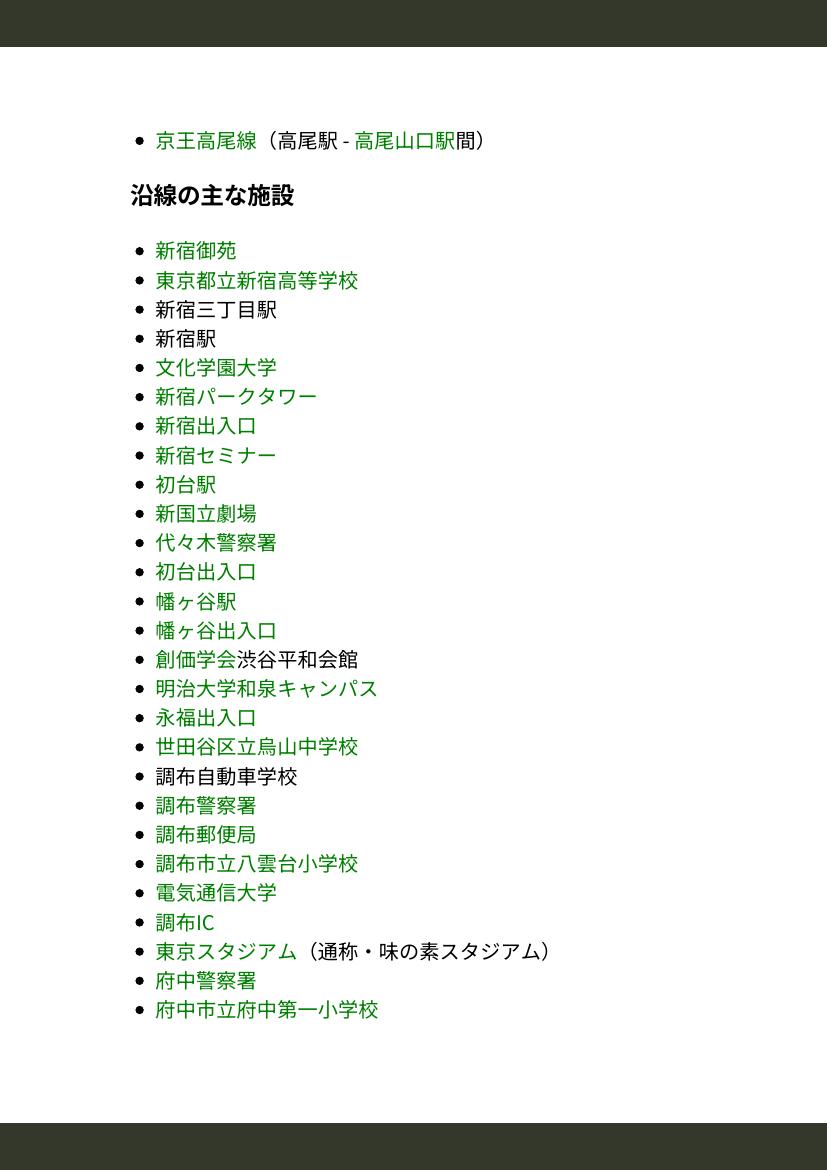 京王高尾線（高尾駅 - 高尾山口駅間）
沿線の主な施設
新宿御苑
東京都立新宿高等学校
新宿三丁目駅
新宿駅
文化学園大学
新宿パークタワー
新宿出入口
新宿セミナー
初台駅
新国立劇場
代々木警察署
初台出入口
幡ヶ谷駅
幡ヶ谷出入口
創価学会渋谷平和会館
明治大学和泉キャンパス
永福出入口
世田谷区立烏山中学校
調布自動車学校
調布警察署
調布郵便局
調布市立八雲台小学校
電気通信大学
調布IC
東京スタジアム（通称・味の素スタジアム）
府中警察署
府中市立府中第一小学校